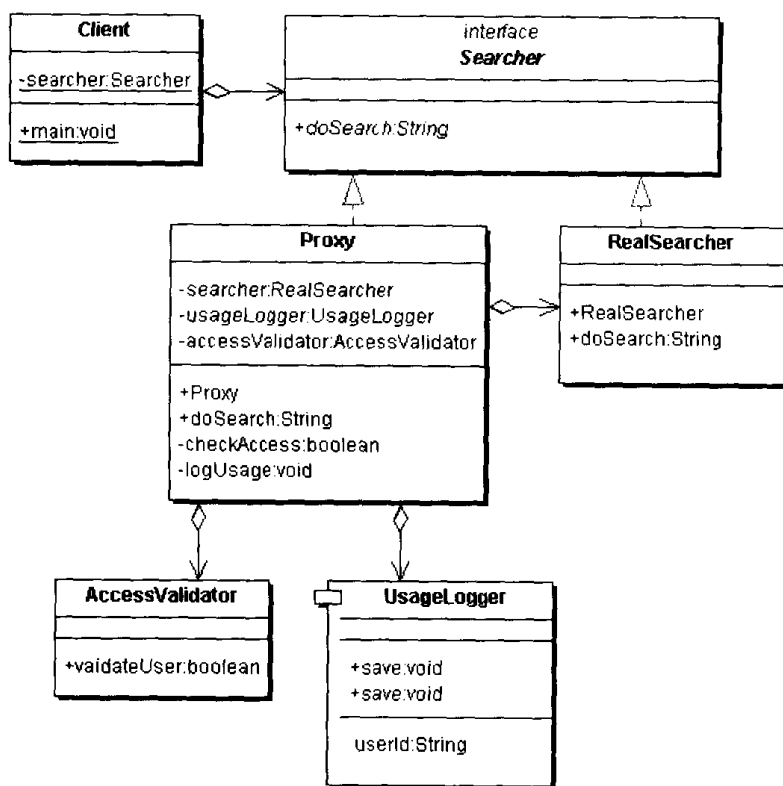 Client
-searcher:Searcher
+main:void
interface
Searcher
+doSearch:String
Proxy
-searcher:RealSearcher
-usageLogger:UsageLogger
-accessValidator:AccessValidator
+Proxy
+doSearch:String
-checkAccess:boolean
-logUsage:void
RealSearcher
+RealSearcher
+doSearch:String
AccessValidator
+vaidateUser:boolean
UsageLogger
+save:void
+save:void
userId:String